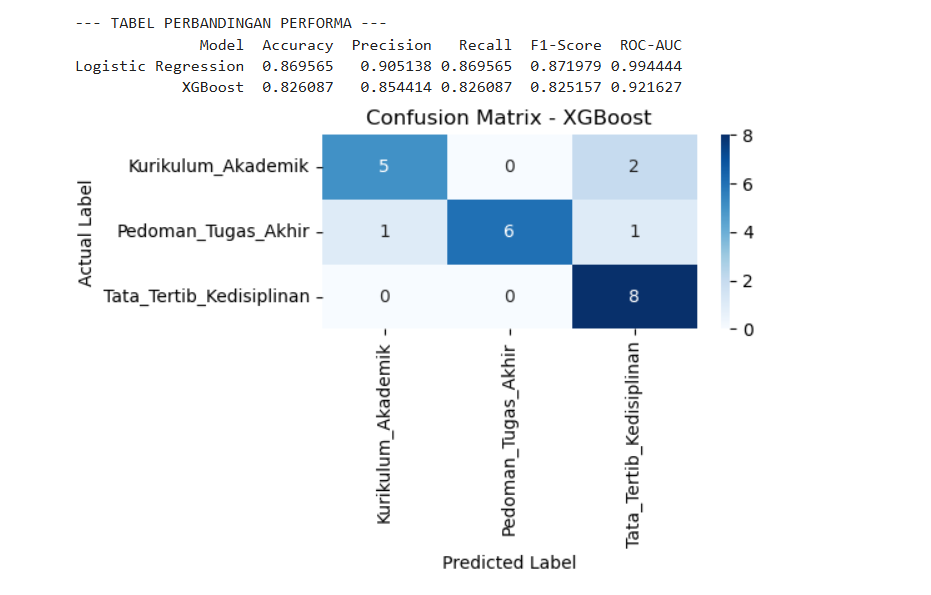 --- TABEL PERBANDINGAN PERFORMA ---
Model Accuracy Precision Recall F1-Score ROC-AUC
Logistic Regression 0.869565 0.905138 0.869565 0.871979 0.994444
XGBoost 0.826087 0.854414 0.826087 0.825157 0.921627
Confusion Matrix - XGBoost
Actual Label
Kurikulum_Akademik 5 0 2
Pedoman_Tugas_Akhir 1 6 1
Tata_Tertib_Kedisiplinan 0 0 8
8
6
4
2
0
Kurikulum_Akademik
Pedoman_Tugas_Akhir
Tata_Tertib_Kedisiplinan
Predicted Label